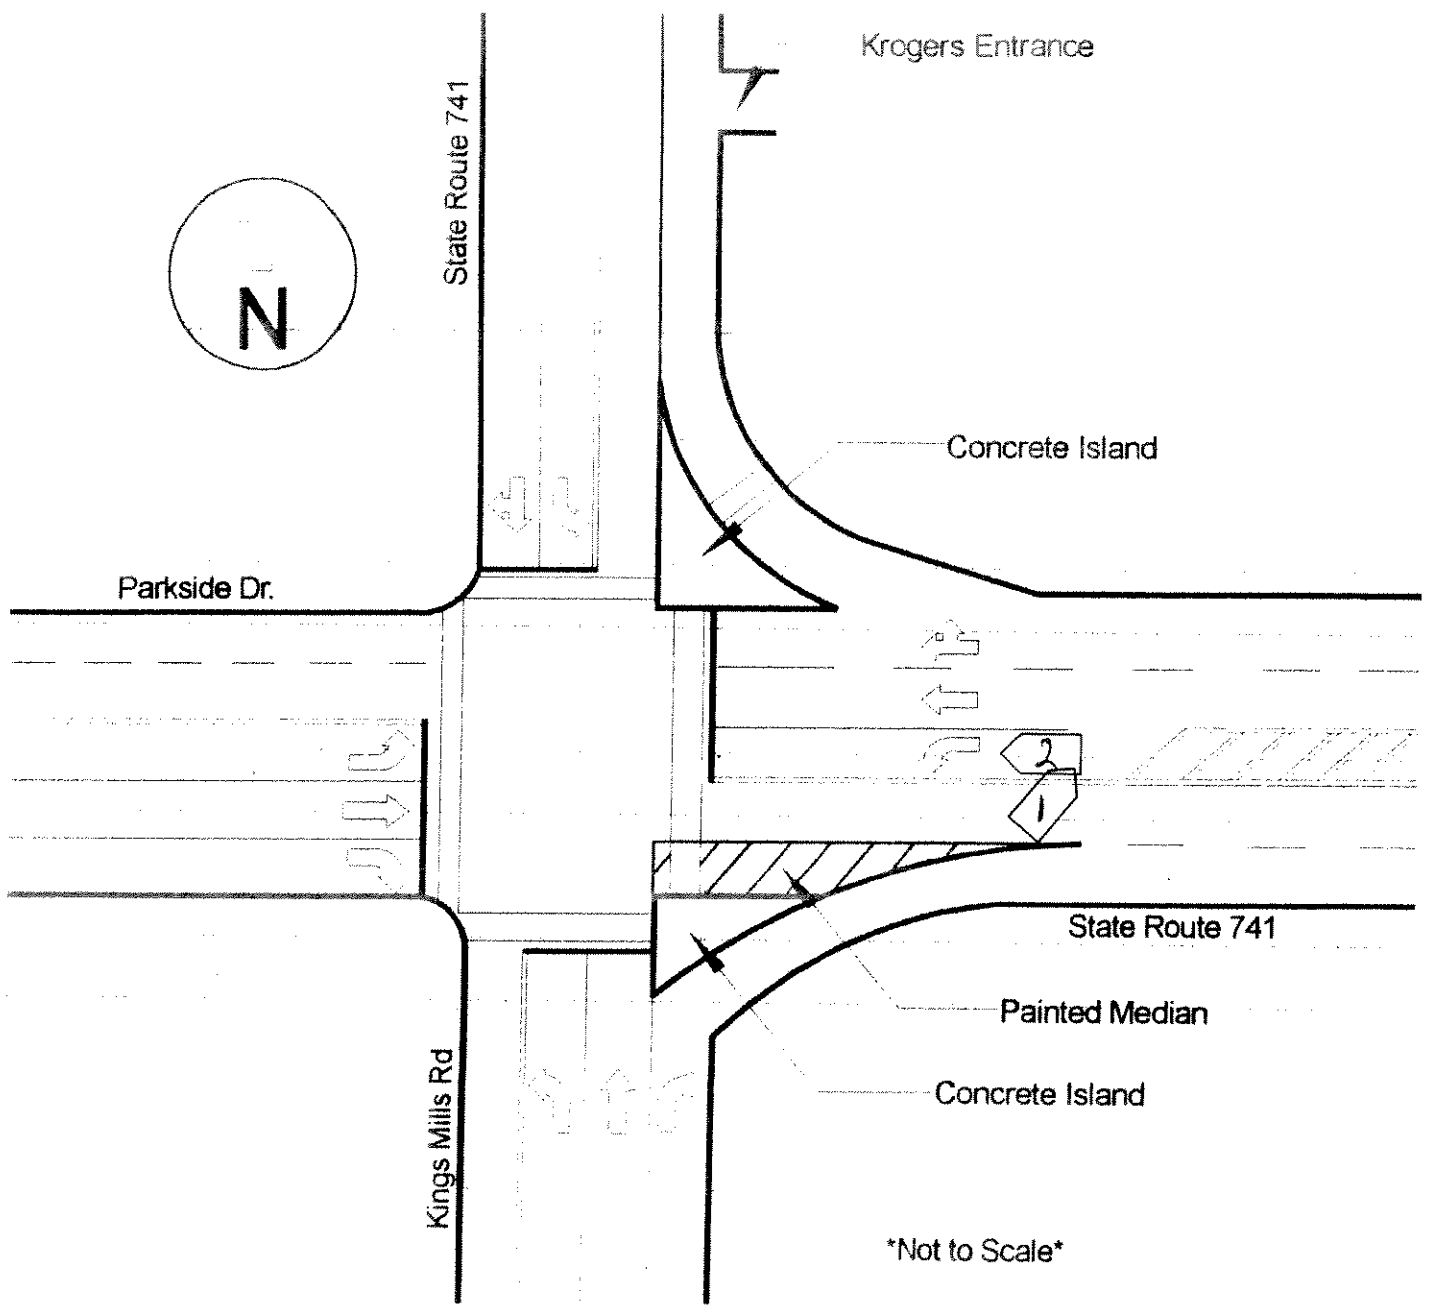 Krogers Entrance
State Route 741
N
Concrete Island
Parkside Dr.
2
1
State Route 741
Painted Median
Kings Mills Rd
Concrete Island
*Not to Scale*